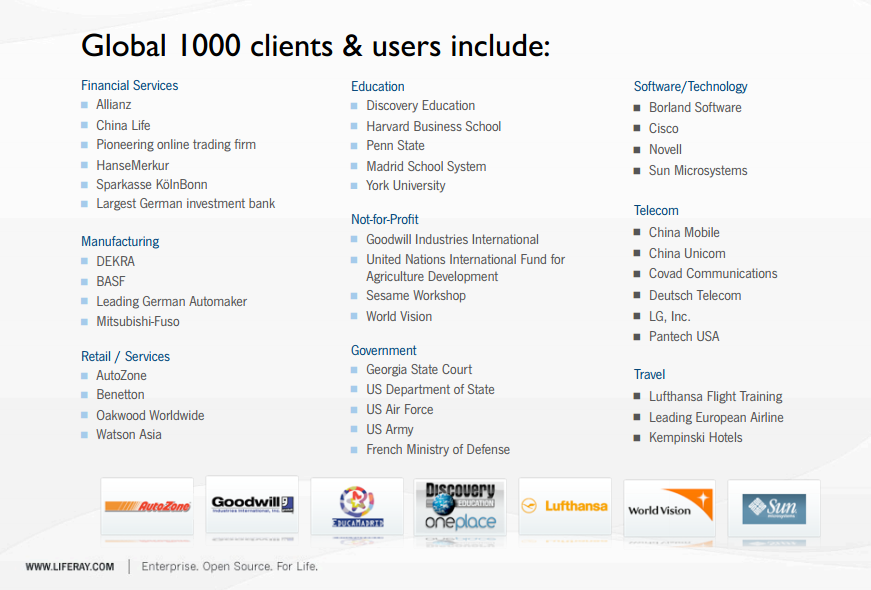 Global 1000 clients & users include:
Financial Services
Allianz
China Life
Pioneering online trading firm
HanseMerkur
Sparkasse KölnBonn
Largest German investment bank
Manufacturing
DEKRA
BASF
Leading German Automaker
Mitsubishi-Fuso
Retail / Services
AutoZone
Benetton
Oakwood Worldwide
Watson Asia
Education
Discovery Education
Harvard Business School
Penn State
Madrid School System
York University
Not-for-Profit
Goodwill Industries International
United Nations International Fund for
Agriculture Development
Sesame Workshop
World Vision
Government
Georgia State Court
US Department of State
US Air Force
US Army
French Ministry of Defense
Software/Technology
Borland Software
Cisco
Novell
Sun Microsystems
Telecom
China Mobile
China Unicom
Covad Communications
Deutsch Telecom
LG, Inc.
Pantech USA
Travel
Lufthansa Flight Training
Leading European Airline
Kempinski Hotels
AutoZone
Goodwill
Industries International, Inc.
EDUCAMADRID
Discovery
EDUCATION
oneplace
Lufthansa
World Vision
Sun
microsystems
WWW.LIFERAY.COM | Enterprise. Open Source. For Life.